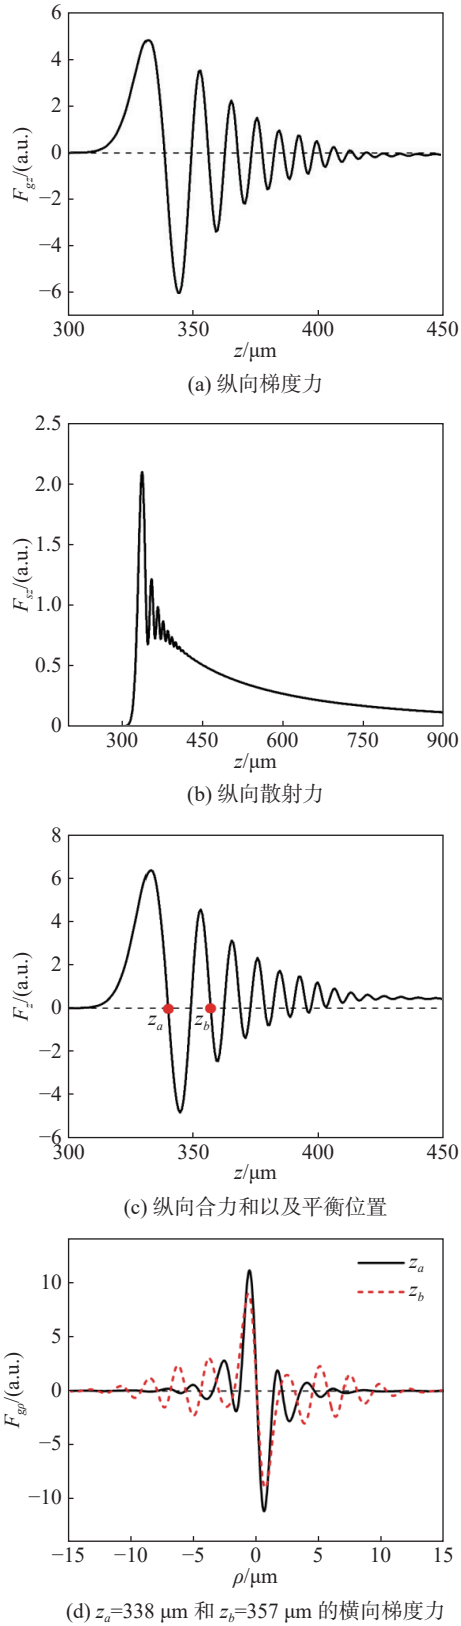 6
4
2
0
−2
−4
−6
F_gz/(a.u.)
300 350 400 450
z/μm
(a) 纵向梯度力
2.5
2.0
1.5
1.0
0.5
0
F_sz/(a.u.)
300 450 600 750 900
z/μm
(b) 纵向散射力
8
6
4
2
0
−2
−4
−6
F_z/(a.u.)
z_a z_b
300 350 400 450
z/μm
(c) 纵向合力和以及平衡位置
z_a
z_b
10
5
0
−5
−10
F_gρ/(a.u.)
−15 −10 −5 0 5 10 15
ρ/μm
(d) z_a=338 μm 和 z_b=357 μm 的横向梯度力